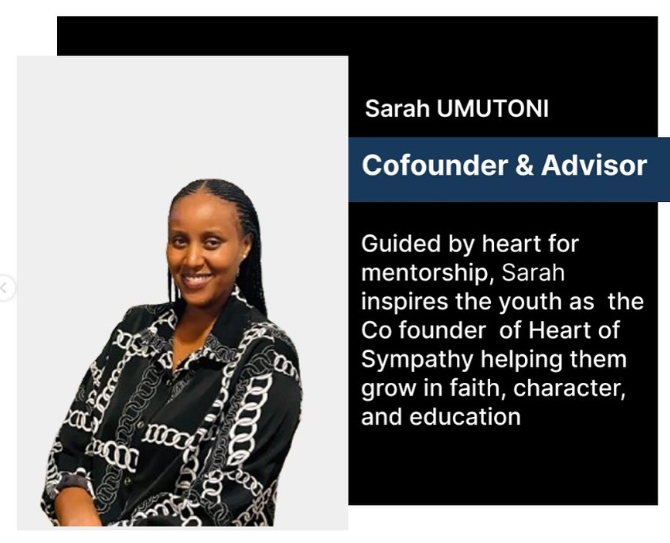 Sarah UMUTONI
Cofounder & Advisor
Guided by heart for
mentorship, Sarah
inspires the youth as  the
Co founder  of Heart of
Sympathy helping them
grow in faith, character,
and education